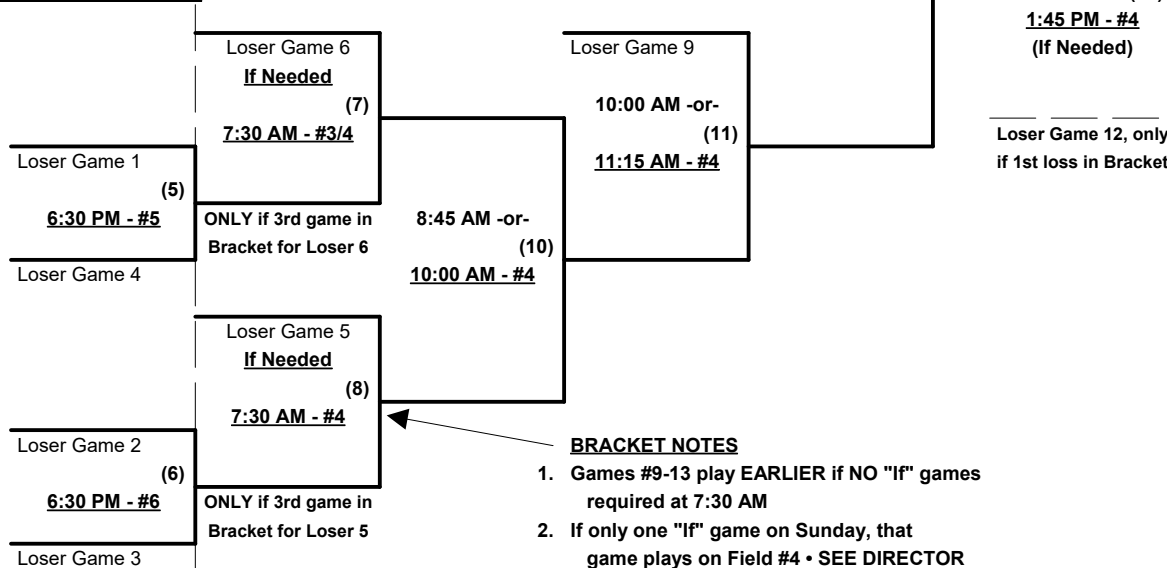 1:45 PM - #4
(If Needed)
Loser Game 6
If Needed
(7)
7:30 AM - #3/4
Loser Game 9
10:00 AM -or-
(11)
11:15 AM - #4
Loser Game 12, only
if 1st loss in Bracket
Loser Game 1
(5)
6:30 PM - #5
Loser Game 4
ONLY if 3rd game in
Bracket for Loser 6
8:45 AM -or-
(10)
10:00 AM - #4
Loser Game 5
If Needed
(8)
7:30 AM - #4
Loser Game 2
(6)
6:30 PM - #6
Loser Game 3
ONLY if 3rd game in
Bracket for Loser 5
BRACKET NOTES
1. Games #9-13 play EARLIER if NO "If" games
required at 7:30 AM
2. If only one "If" game on Sunday, that
game plays on Field #4 • SEE DIRECTOR